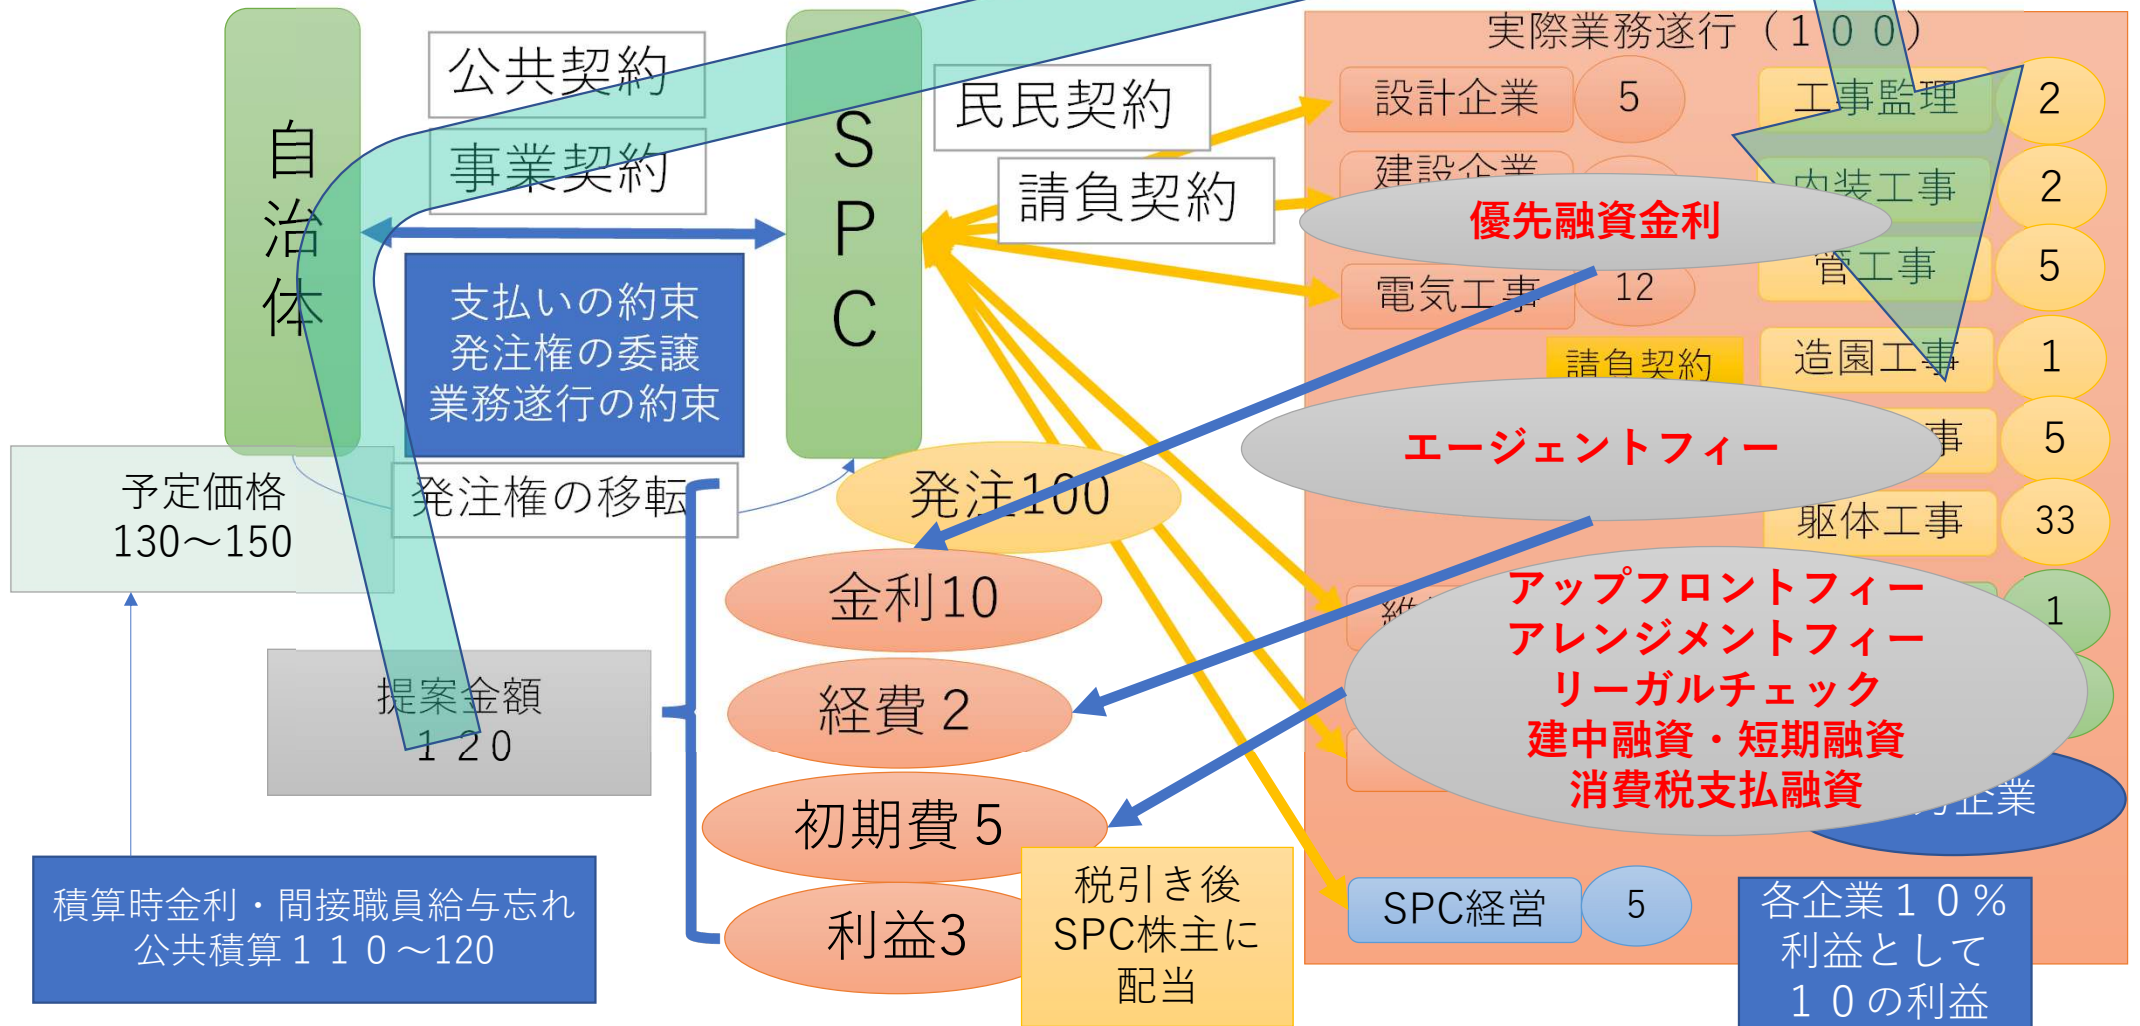 実際業務遂行（１００）
自治体
公共契約
事業契約
SPC
民民契約
請負契約
設計企業
5
工事監理
2
建設企業
内装工事
2
優先融資金利
管工事
5
電気工事
12
支払いの約束
発注権の委譲
業務遂行の約束
請負契約
造園工事
1
エージェントフィー
事
5
予定価格
130～150
発注権の移転
発注100
躯体工事
33
金利10
アップフロントフィー
アレンジメントフィー
リーガルチェック
建中融資・短期融資
消費税支払融資
1
提案金額
１２０
経費２
初期費５
企業
積算時金利・間接職員給与忘れ
公共積算１１０～120
利益3
税引き後
SPC株主に
配当
SPC経営
5
各企業１０％
利益として
１０の利益